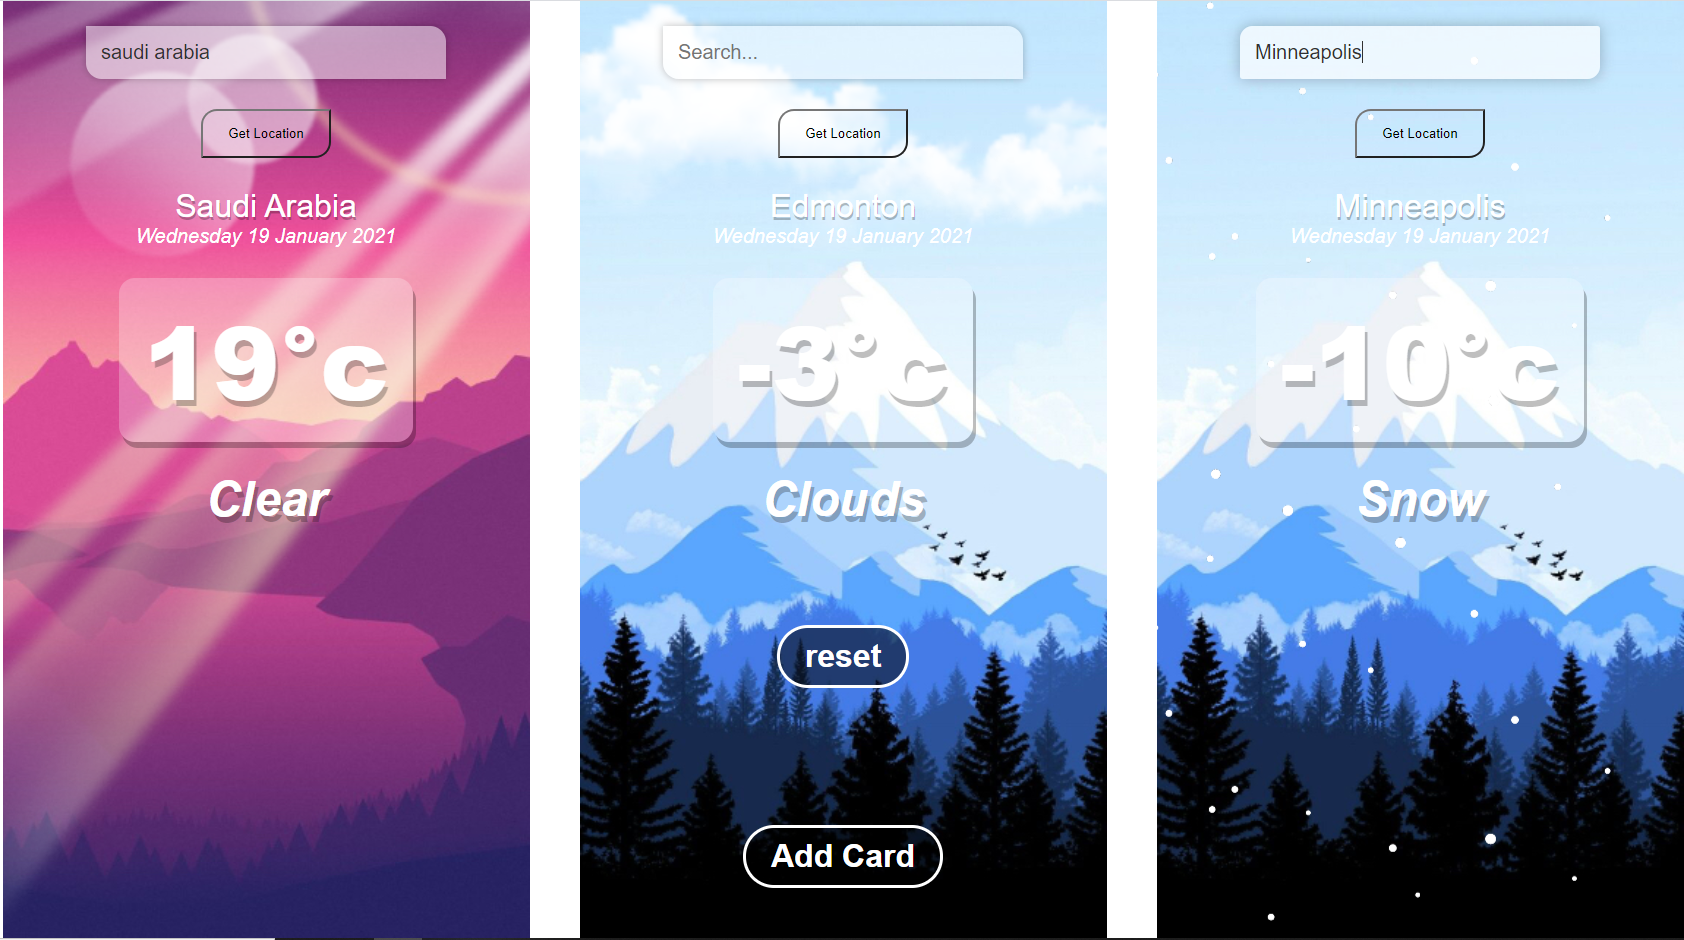 saudi arabia
Get Location
Saudi Arabia
Wednesday 19 January 2021
19°c
Clear
Search...
Get Location
Edmonton
Wednesday 19 January 2021
-3°c
Clouds
reset
Add Card
Minneapolis
Get Location
Minneapolis
Wednesday 19 January 2021
-10°c
Snow